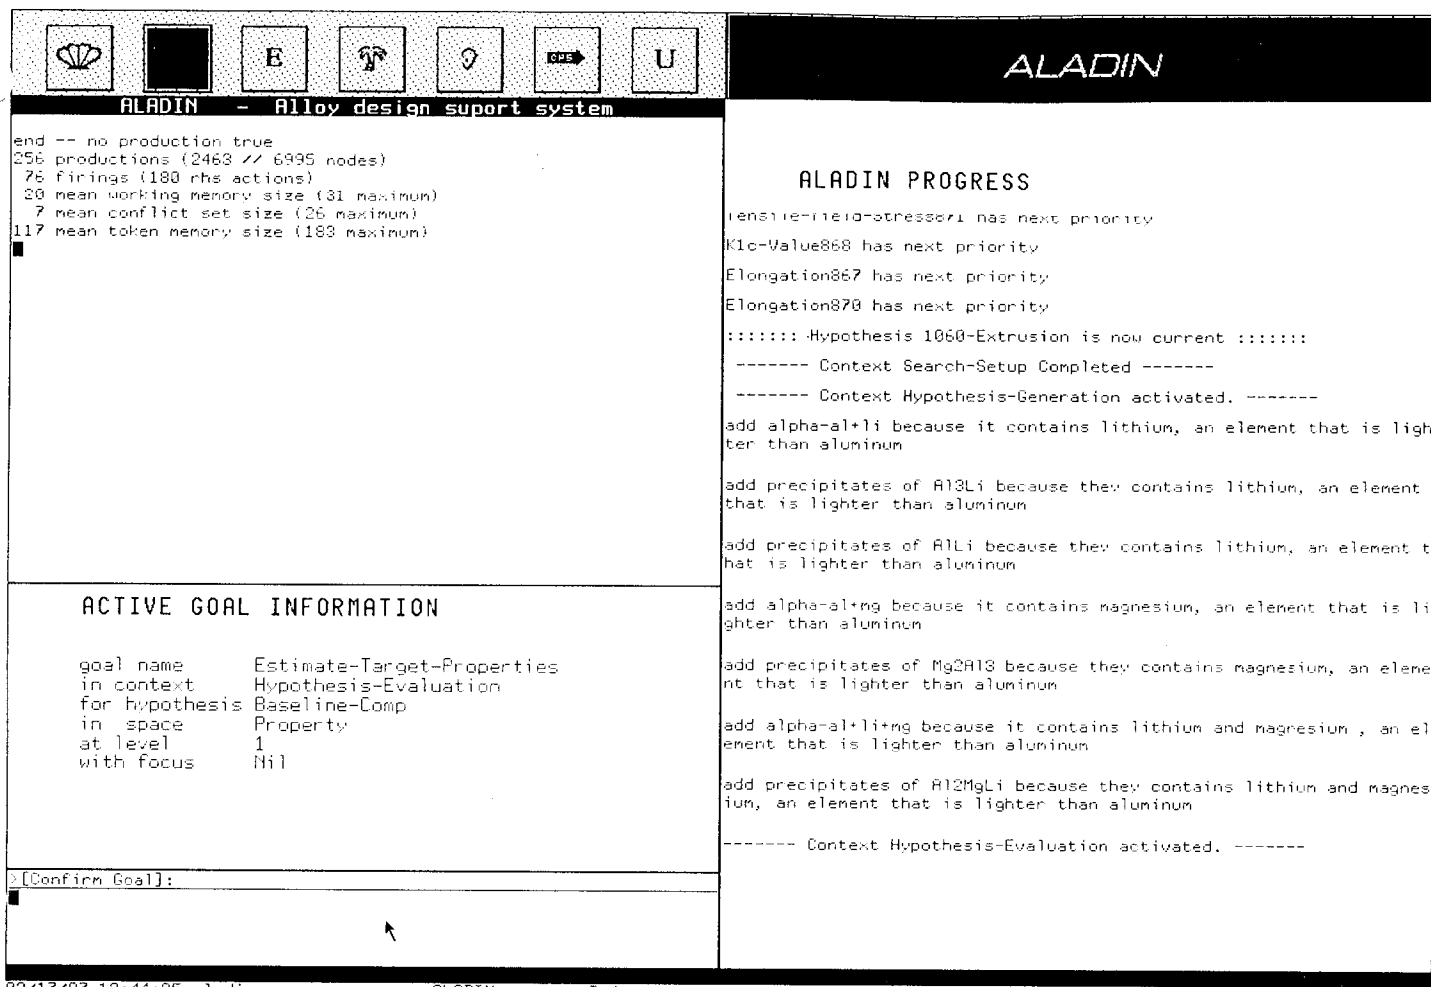 E
OPS
U
ALADIN - Alloy design suport system
end -- no production true
256 productions (2463 // 6995 nodes)
76 firings (180 rhs actions)
20 mean working memory size (31 maximum)
7 mean conflict set size (26 maximum)
117 mean token memory size (183 maximum)
ACTIVE GOAL INFORMATION
goal name Estimate-Target-Properties
in context Hypothesis-Evaluation
for hypothesis Baseline-Comp
in space Property
at level 1
with focus Nil
>[Confirm Goal]:
ALADIN
ALADIN PROGRESS
has next priority
K1c-Value868 has next priority
Elongation867 has next priority
Elongation870 has next priority
::::::: Hypothesis 1060-Extrusion is now current :::::::
------- Context Search-Setup Completed -------
------- Context Hypothesis-Generation activated. -------
add alpha-al+li because it contains lithium, an element that is ligh
ter than aluminum
add precipitates of Al3Li because they contains lithium, an element
that is lighter than aluminum
add precipitates of AlLi because they contains lithium, an element t
hat is lighter than aluminum
add alpha-al+mg because it contains magnesium, an element that is li
ghter than aluminum
add precipitates of Mg2Al3 because they contains magnesium, an eleme
nt that is lighter than aluminum
add alpha-al+li+mg because it contains lithium and magnesium , an el
ement that is lighter than aluminum
add precipitates of Al2MgLi because they contains lithium and magnes
ium, an element that is lighter than aluminum
------- Context Hypothesis-Evaluation activated. -------